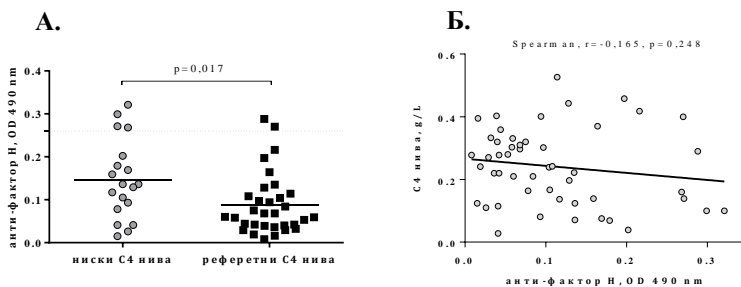 А.
p=0,017
анти-фактор H, OD 490 nm
0.4
0.3
0.2
0.1
0.0
ниски C4 нива
референтни C4 нива
Б.
Spearman, r=-0,165, p=0,248
C4 нива, g/L
0.6
0.4
0.2
0.0
0.0
0.1
0.2
0.3
анти-фактор H, OD 490 nm